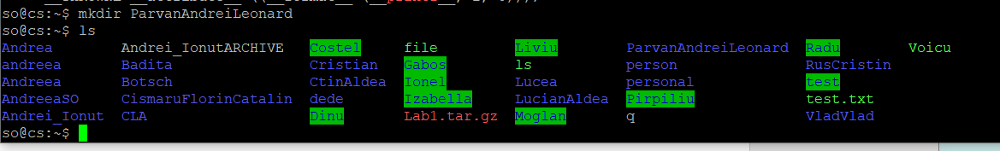 so@cs:~$ mkdir ParvanAndreiLeonard
so@cs:~$ ls
Andrea Andrei_IonutARCHIVE Costel file Liviu ParvanAndreiLeonard Radu Voicu
andreea Badita Cristian Gabos ls person RusCristin
Andreea Botsch CtinAldea Ionel Lucea personal test
AndreeaSO CismaruFlorinCatalin dede Izabella LucianAldea Pirpiliu test.txt
Andrei_Ionut CLA Dinu Lab1.tar.gz Moglan q VladVlad
so@cs:~$